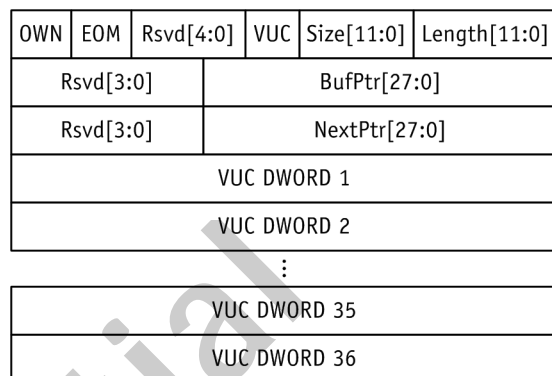 OWN EOM Rsvd[4:0] VUC Size[11:0] Length[11:0]
Rsvd[3:0] BufPtr[27:0]
Rsvd[3:0] NextPtr[27:0]
VUC DWORD 1
VUC DWORD 2
⋮
VUC DWORD 35
VUC DWORD 36
tial